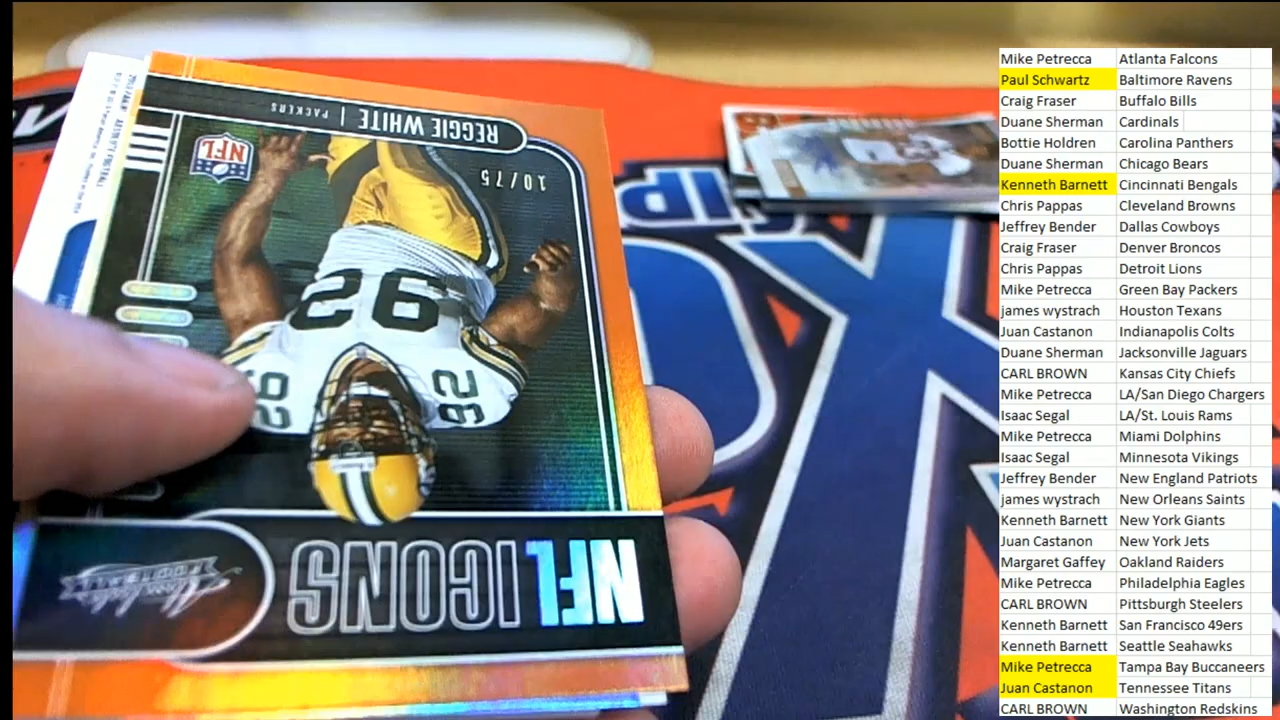 REGGIE WHITE | PACKERS
NFL
10/75
92
92
92
NFL ICONS
Mike Petrecca Atlanta Falcons
Paul Schwartz Baltimore Ravens
Craig Fraser Buffalo Bills
Duane Sherman Cardinals
Bottie Holdren Carolina Panthers
Duane Sherman Chicago Bears
Kenneth Barnett Cincinnati Bengals
Chris Pappas Cleveland Browns
Jeffrey Bender Dallas Cowboys
Craig Fraser Denver Broncos
Chris Pappas Detroit Lions
Mike Petrecca Green Bay Packers
james wystrach Houston Texans
Juan Castanon Indianapolis Colts
Duane Sherman Jacksonville Jaguars
CARL BROWN Kansas City Chiefs
Mike Petrecca LA/San Diego Chargers
Isaac Segal LA/St. Louis Rams
Mike Petrecca Miami Dolphins
Isaac Segal Minnesota Vikings
Jeffrey Bender New England Patriots
james wystrach New Orleans Saints
Kenneth Barnett New York Giants
Juan Castanon New York Jets
Margaret Gaffey Oakland Raiders
Mike Petrecca Philadelphia Eagles
CARL BROWN Pittsburgh Steelers
Kenneth Barnett San Francisco 49ers
Kenneth Barnett Seattle Seahawks
Mike Petrecca Tampa Bay Buccaneers
Juan Castanon Tennessee Titans
CARL BROWN Washington Redskins